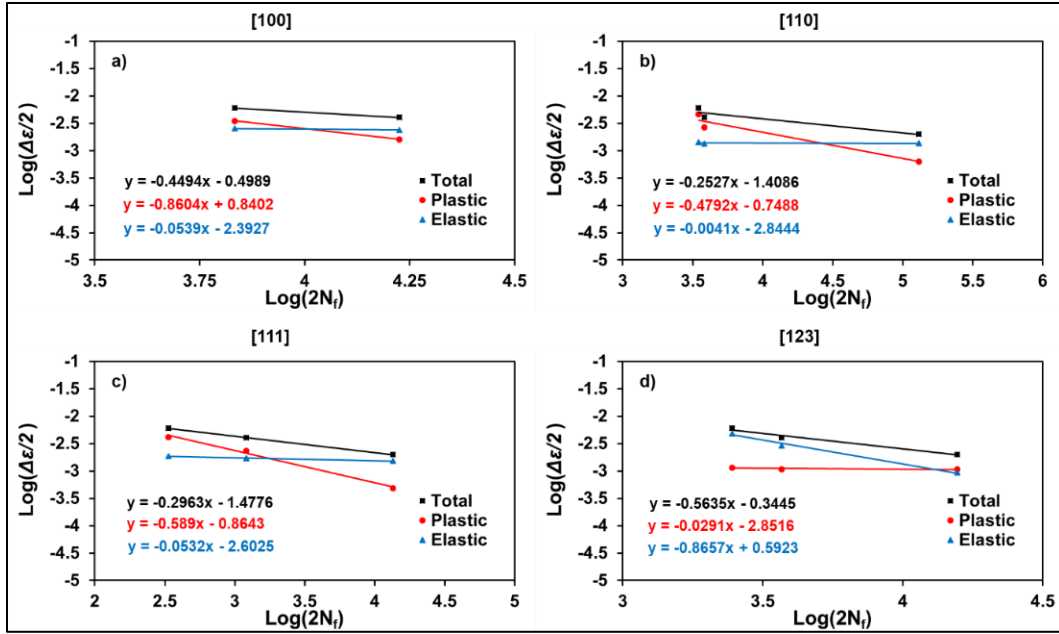 [100]
a)
Log(Δε/2)
-1
-1.5
-2
-2.5
-3
-3.5
-4
-4.5
-5
y = -0.4494x - 0.4989
y = -0.8604x + 0.8402
y = -0.0539x - 2.3927
Total
Plastic
Elastic
3.5 3.75 4 4.25 4.5
Log(2Nf)
[110]
b)
Log(Δε/2)
-1
-1.5
-2
-2.5
-3
-3.5
-4
-4.5
-5
y = -0.2527x - 1.4086
y = -0.4792x - 0.7488
y = -0.0041x - 2.8444
Total
Plastic
Elastic
3 3.5 4 4.5 5 5.5 6
Log(2Nf)
[111]
c)
Log(Δε/2)
-1
-1.5
-2
-2.5
-3
-3.5
-4
-4.5
-5
y = -0.2963x - 1.4776
y = -0.589x - 0.8643
y = -0.0532x - 2.6025
Total
Plastic
Elastic
2 2.5 3 3.5 4 4.5 5
Log(2Nf)
[123]
d)
Log(Δε/2)
-1
-1.5
-2
-2.5
-3
-3.5
-4
-4.5
-5
y = -0.5635x - 0.3445
y = -0.0291x - 2.8516
y = -0.8657x + 0.5923
Total
Plastic
Elastic
3 3.5 4 4.5
Log(2Nf)